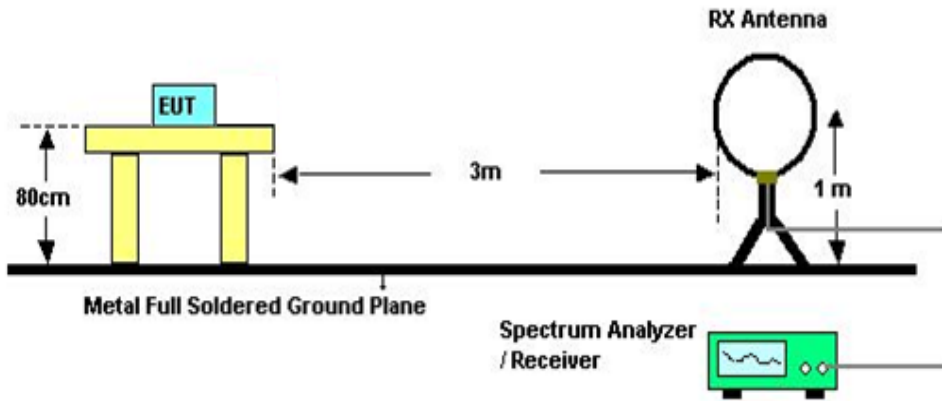 RX Antenna
EUT
3m
80cm
1 m
Metal Full Soldered Ground Plane
Spectrum Analyzer
/ Receiver